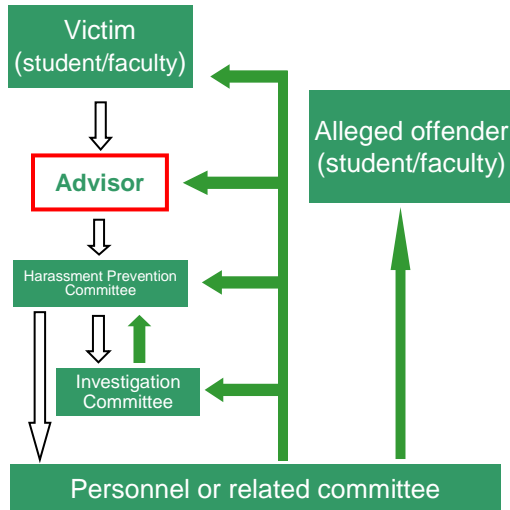 Victim
(student/faculty)
Alleged offender
(student/faculty)
Advisor
Harassment Prevention
Committee
Investigation
Committee
Personnel or related committee